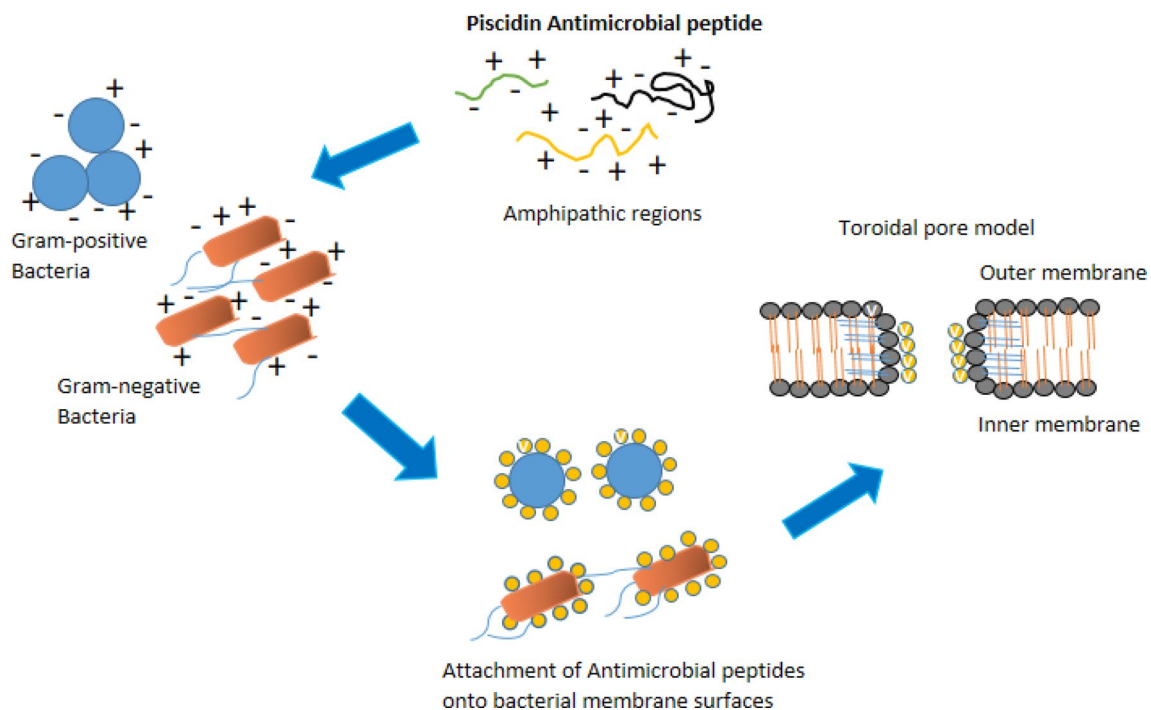 Piscidin Antimicrobial peptide
Amphipathic regions
Gram-positive
Bacteria
Gram-negative
Bacteria
Attachment of Antimicrobial peptides
onto bacterial membrane surfaces
Toroidal pore model
Outer membrane
Inner membrane